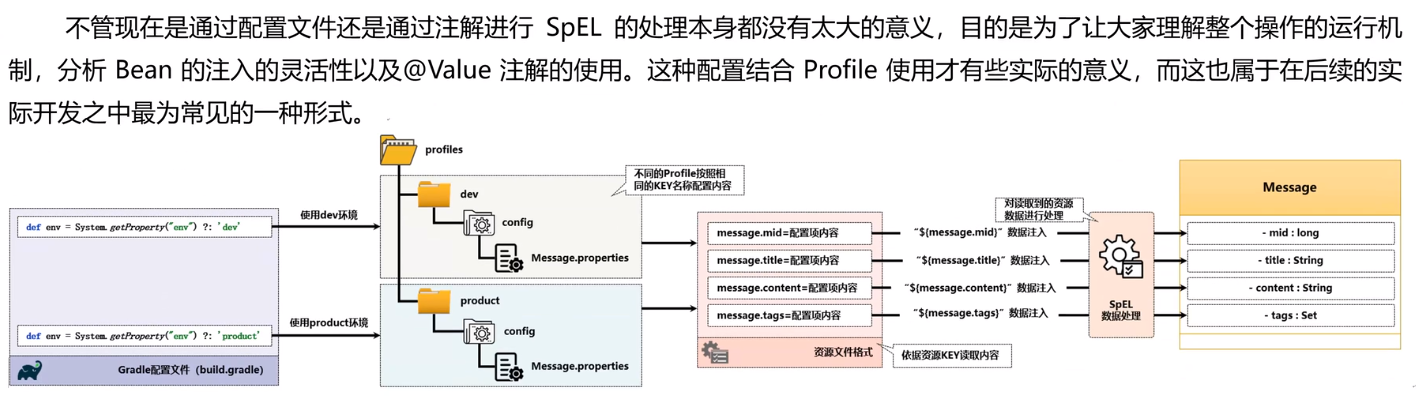 不管现在是通过配置文件还是通过注解进行 SpEL 的处理本身都没有太大的意义，目的是为了让大家理解整个操作的运行机
制，分析 Bean 的注入的灵活性以及@Value 注解的使用。这种配置结合 Profile 使用才有些实际的意义，而这也属于在后续的实
际开发之中最为常见的一种形式。
def env = System.getProperty("env") ?: 'dev'
def env = System.getProperty("env") ?: 'product'
Gradle配置文件（build.gradle）
使用dev环境
使用product环境
profiles
dev
config
Message.properties
product
config
Message.properties
不同的Profile按照相
同的KEY名称配置内容
message.mid=配置项内容
message.title=配置项内容
message.content=配置项内容
message.tags=配置项内容
资源文件格式
依据资源KEY读取内容
“${message.mid}” 数据注入
“${message.title}” 数据注入
“${message.content}” 数据注入
“${message.tags}” 数据注入
对读取到的资源
数据进行处理
SpEL
数据处理
Message
- mid : long
- title : String
- content : String
- tags : Set